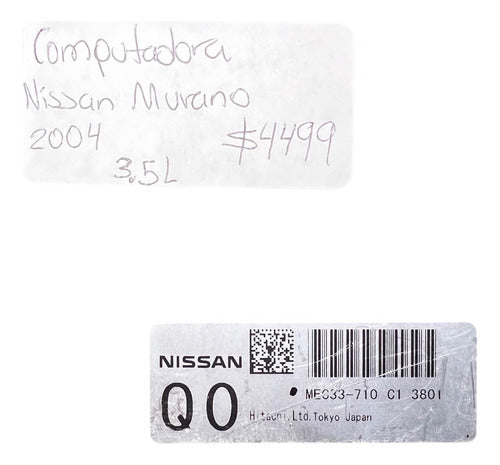 Computadora
Nissan Murano
2004 $4499
3.5L
NISSAN
Q0 MEC33-710 C1 3801
Hitachi,Ltd.Tokyo Japan